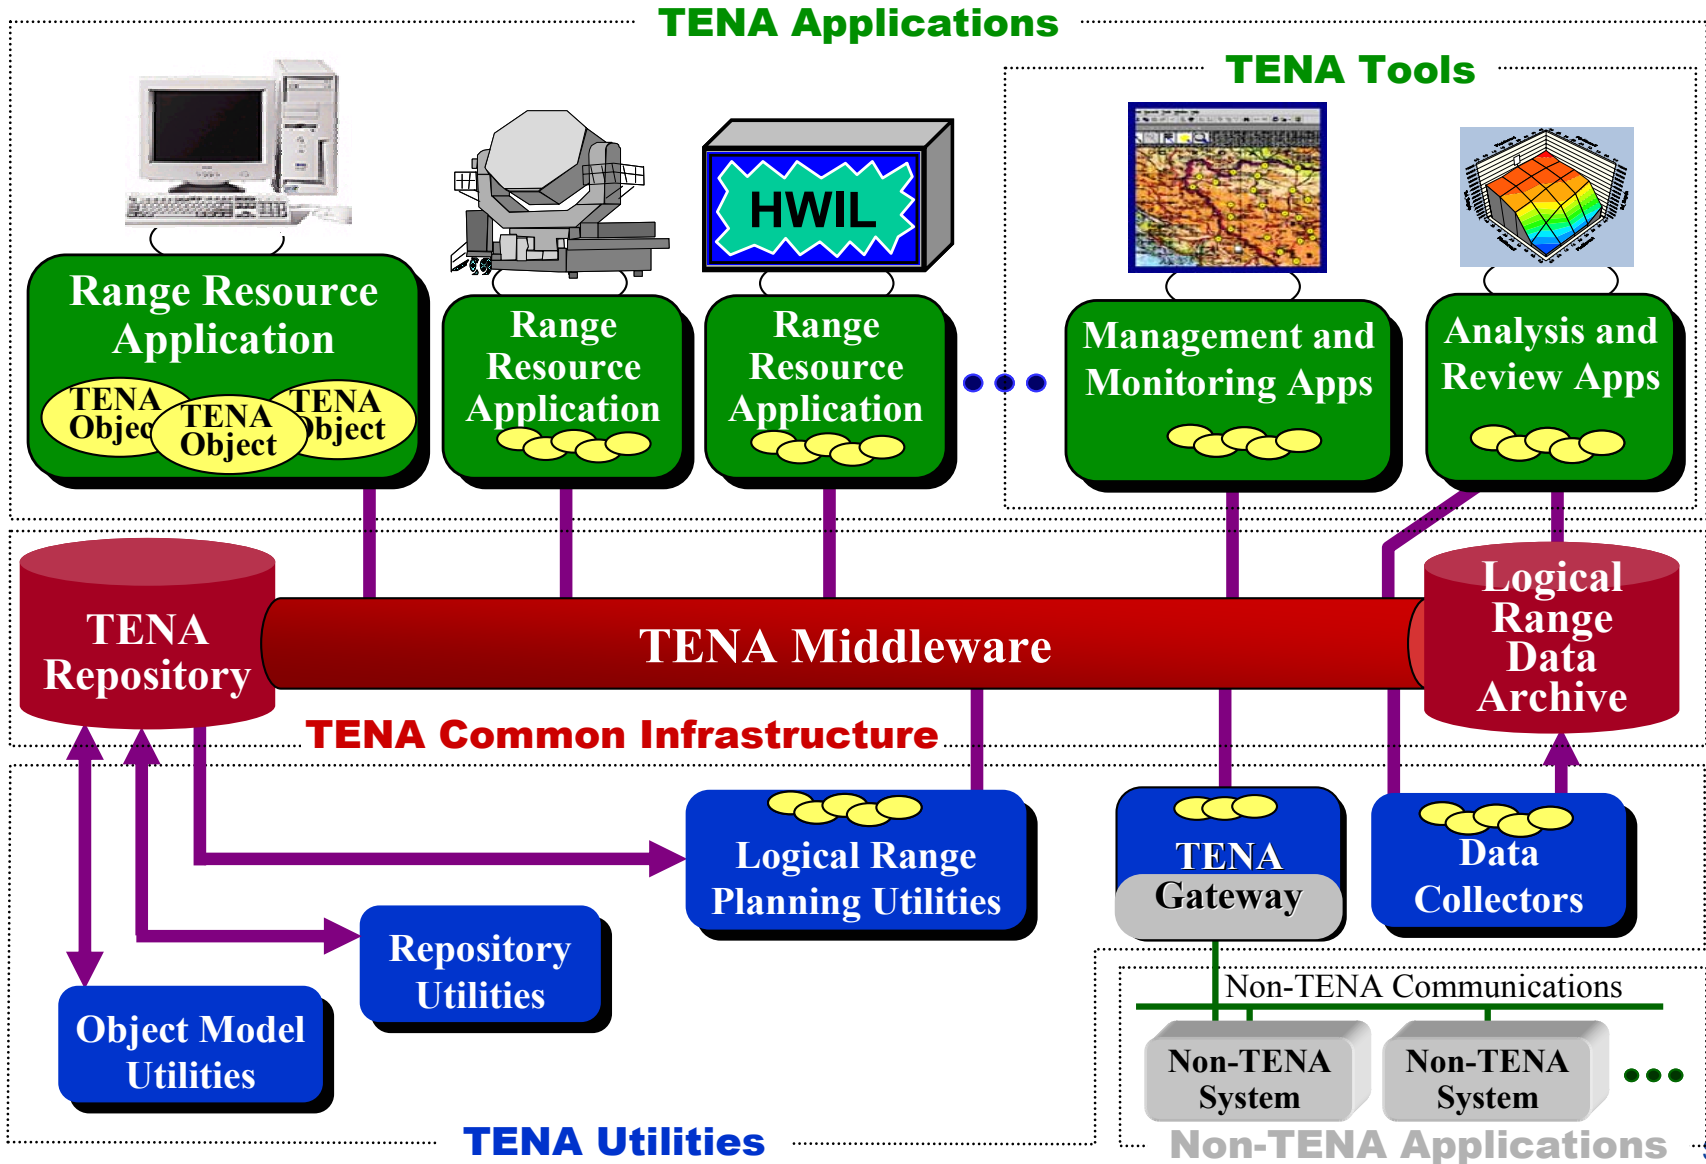 TENA Applications
TENA Tools
HWIL
Range Resource
Application
TENA
Object
TENA
Object
TENA
Object
Range
Resource
Application
Range
Resource
Application
Management and
Monitoring Apps
Analysis and
Review Apps
TENA
Repository
TENA Middleware
Logical
Range
Data
Archive
TENA Common Infrastructure
Logical Range
Planning Utilities
TENA
Gateway
Data
Collectors
Repository
Utilities
Object Model
Utilities
Non-TENA Communications
Non-TENA
System
Non-TENA
System
TENA Utilities
Non-TENA Applications